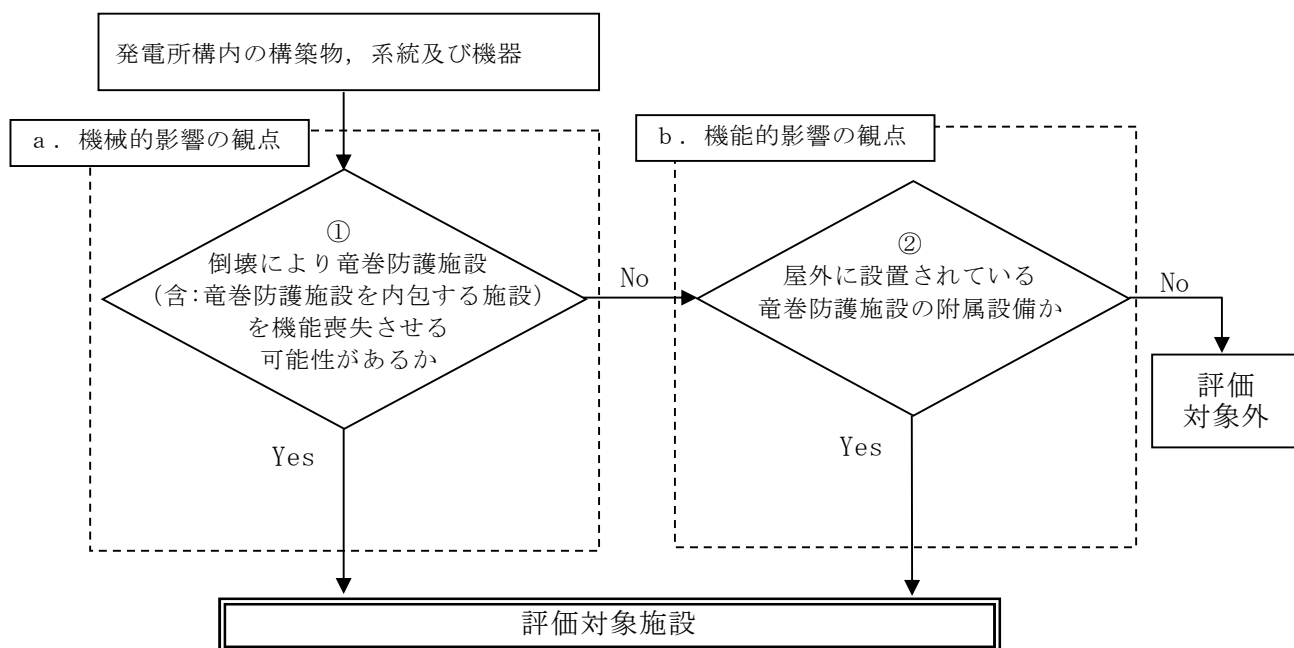 発電所構内の構築物，系統及び機器
a．機械的影響の観点
b．機能的影響の観点
①
倒壊により竜巻防護施設
（含：竜巻防護施設を内包する施設）
を機能喪失させる
可能性があるか
No
②
屋外に設置されている
竜巻防護施設の附属設備か
No
評価
対象外
Yes
Yes
評価対象施設